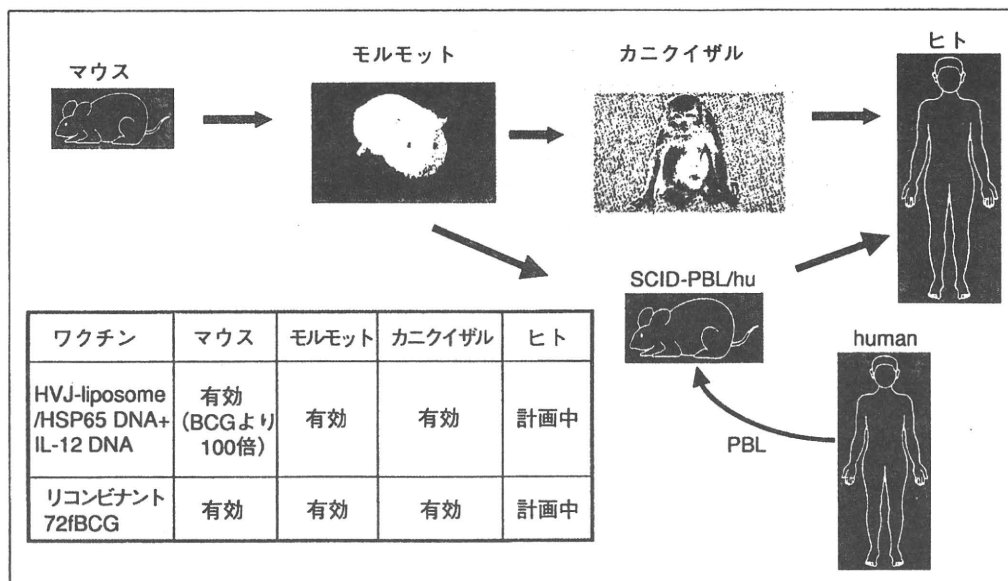 マウス
モルモット
カニクイザル
ヒト
SCID-PBL/hu
human
PBL
ワクチン マウス モルモット カニクイザル ヒト
HVJ-liposome
/HSP65 DNA+
IL-12 DNA
有効
(BCGより
100倍)
有効
有効
計画中
リコンビナント
72fBCG
有効
有効
有効
計画中